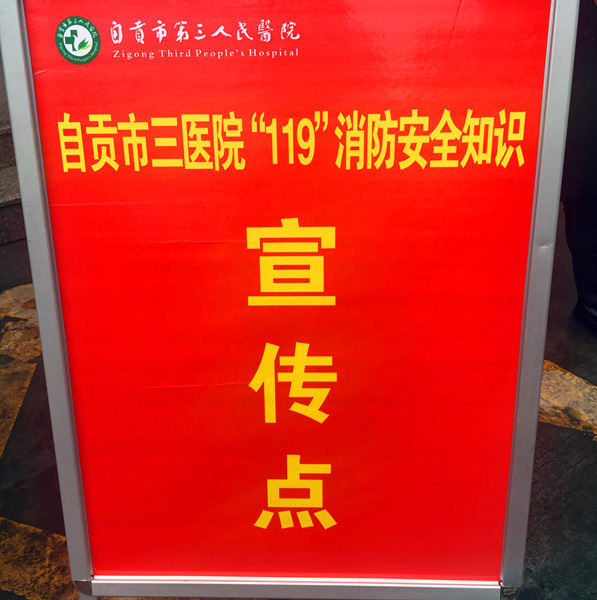 自贡市第三人民醫院
Zigong Third People's Hospital
自贡市三医院“119”消防安全知识
宣
传
点